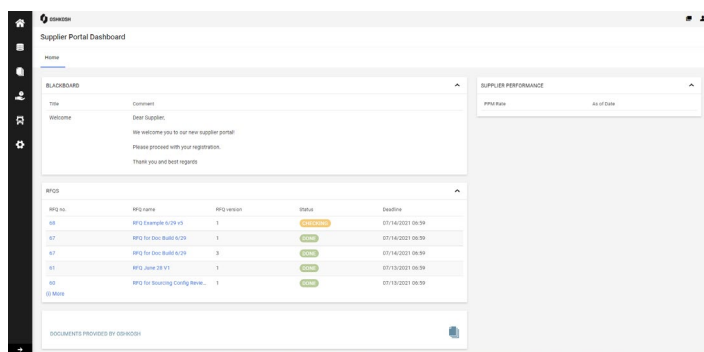 OSHKOSH
Supplier Portal Dashboard
Home
BLACKBOARD
Title Comment
Welcome Dear Supplier,
We welcome you to our new supplier portal!
Please proceed with your registration.
Thank you and best regards
SUPPLIER PERFORMANCE
PPM Rate As of Date
RFQS
RFQ no. RFQ name RFQ version Status Deadline
68 RFQ Example 6/29 v5 1 CHECKING 07/14/2021 06:59
67 RFQ for Doc Build 6/29 1 DONE 07/14/2021 06:59
67 RFQ for Doc Build 6/29 3 DONE 07/14/2021 06:59
61 RFQ June 28 V1 1 DONE 07/13/2021 06:59
60 RFQ for Sourcing Config Revie... 1 DONE 07/13/2021 06:59
More
DOCUMENTS PROVIDED BY OSHKOSH